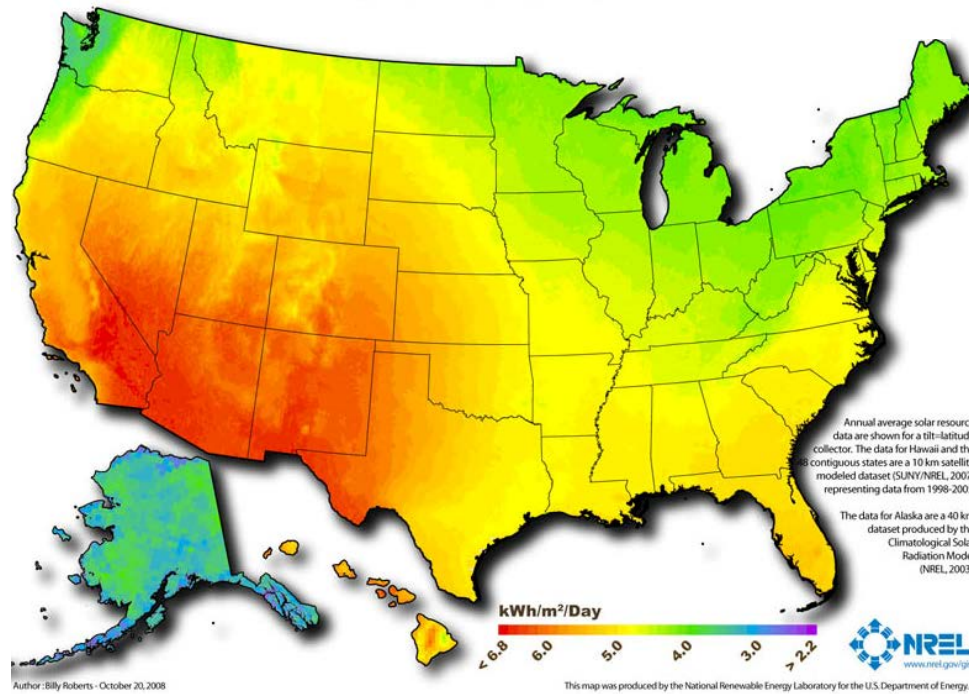 Annual average solar resourc
data are shown for a tilt=latitud
collector. The data for Hawaii and th
48 contiguous states are a 10 km satellit
modeled dataset (SUNY/NREL, 2007
representing data from 1998-200
The data for Alaska are a 40 km
dataset produced by th
Climatological Sola
Radiation Mode
(NREL, 2003
kWh/m²/Day
< 6.8
6.0
5.0
4.0
3.0
> 2.2
NREL
www.nrel.gov/gi
Author : Billy Roberts - October 20, 2008
This map was produced by the National Renewable Energy Laboratory for the U.S. Department of Energy.